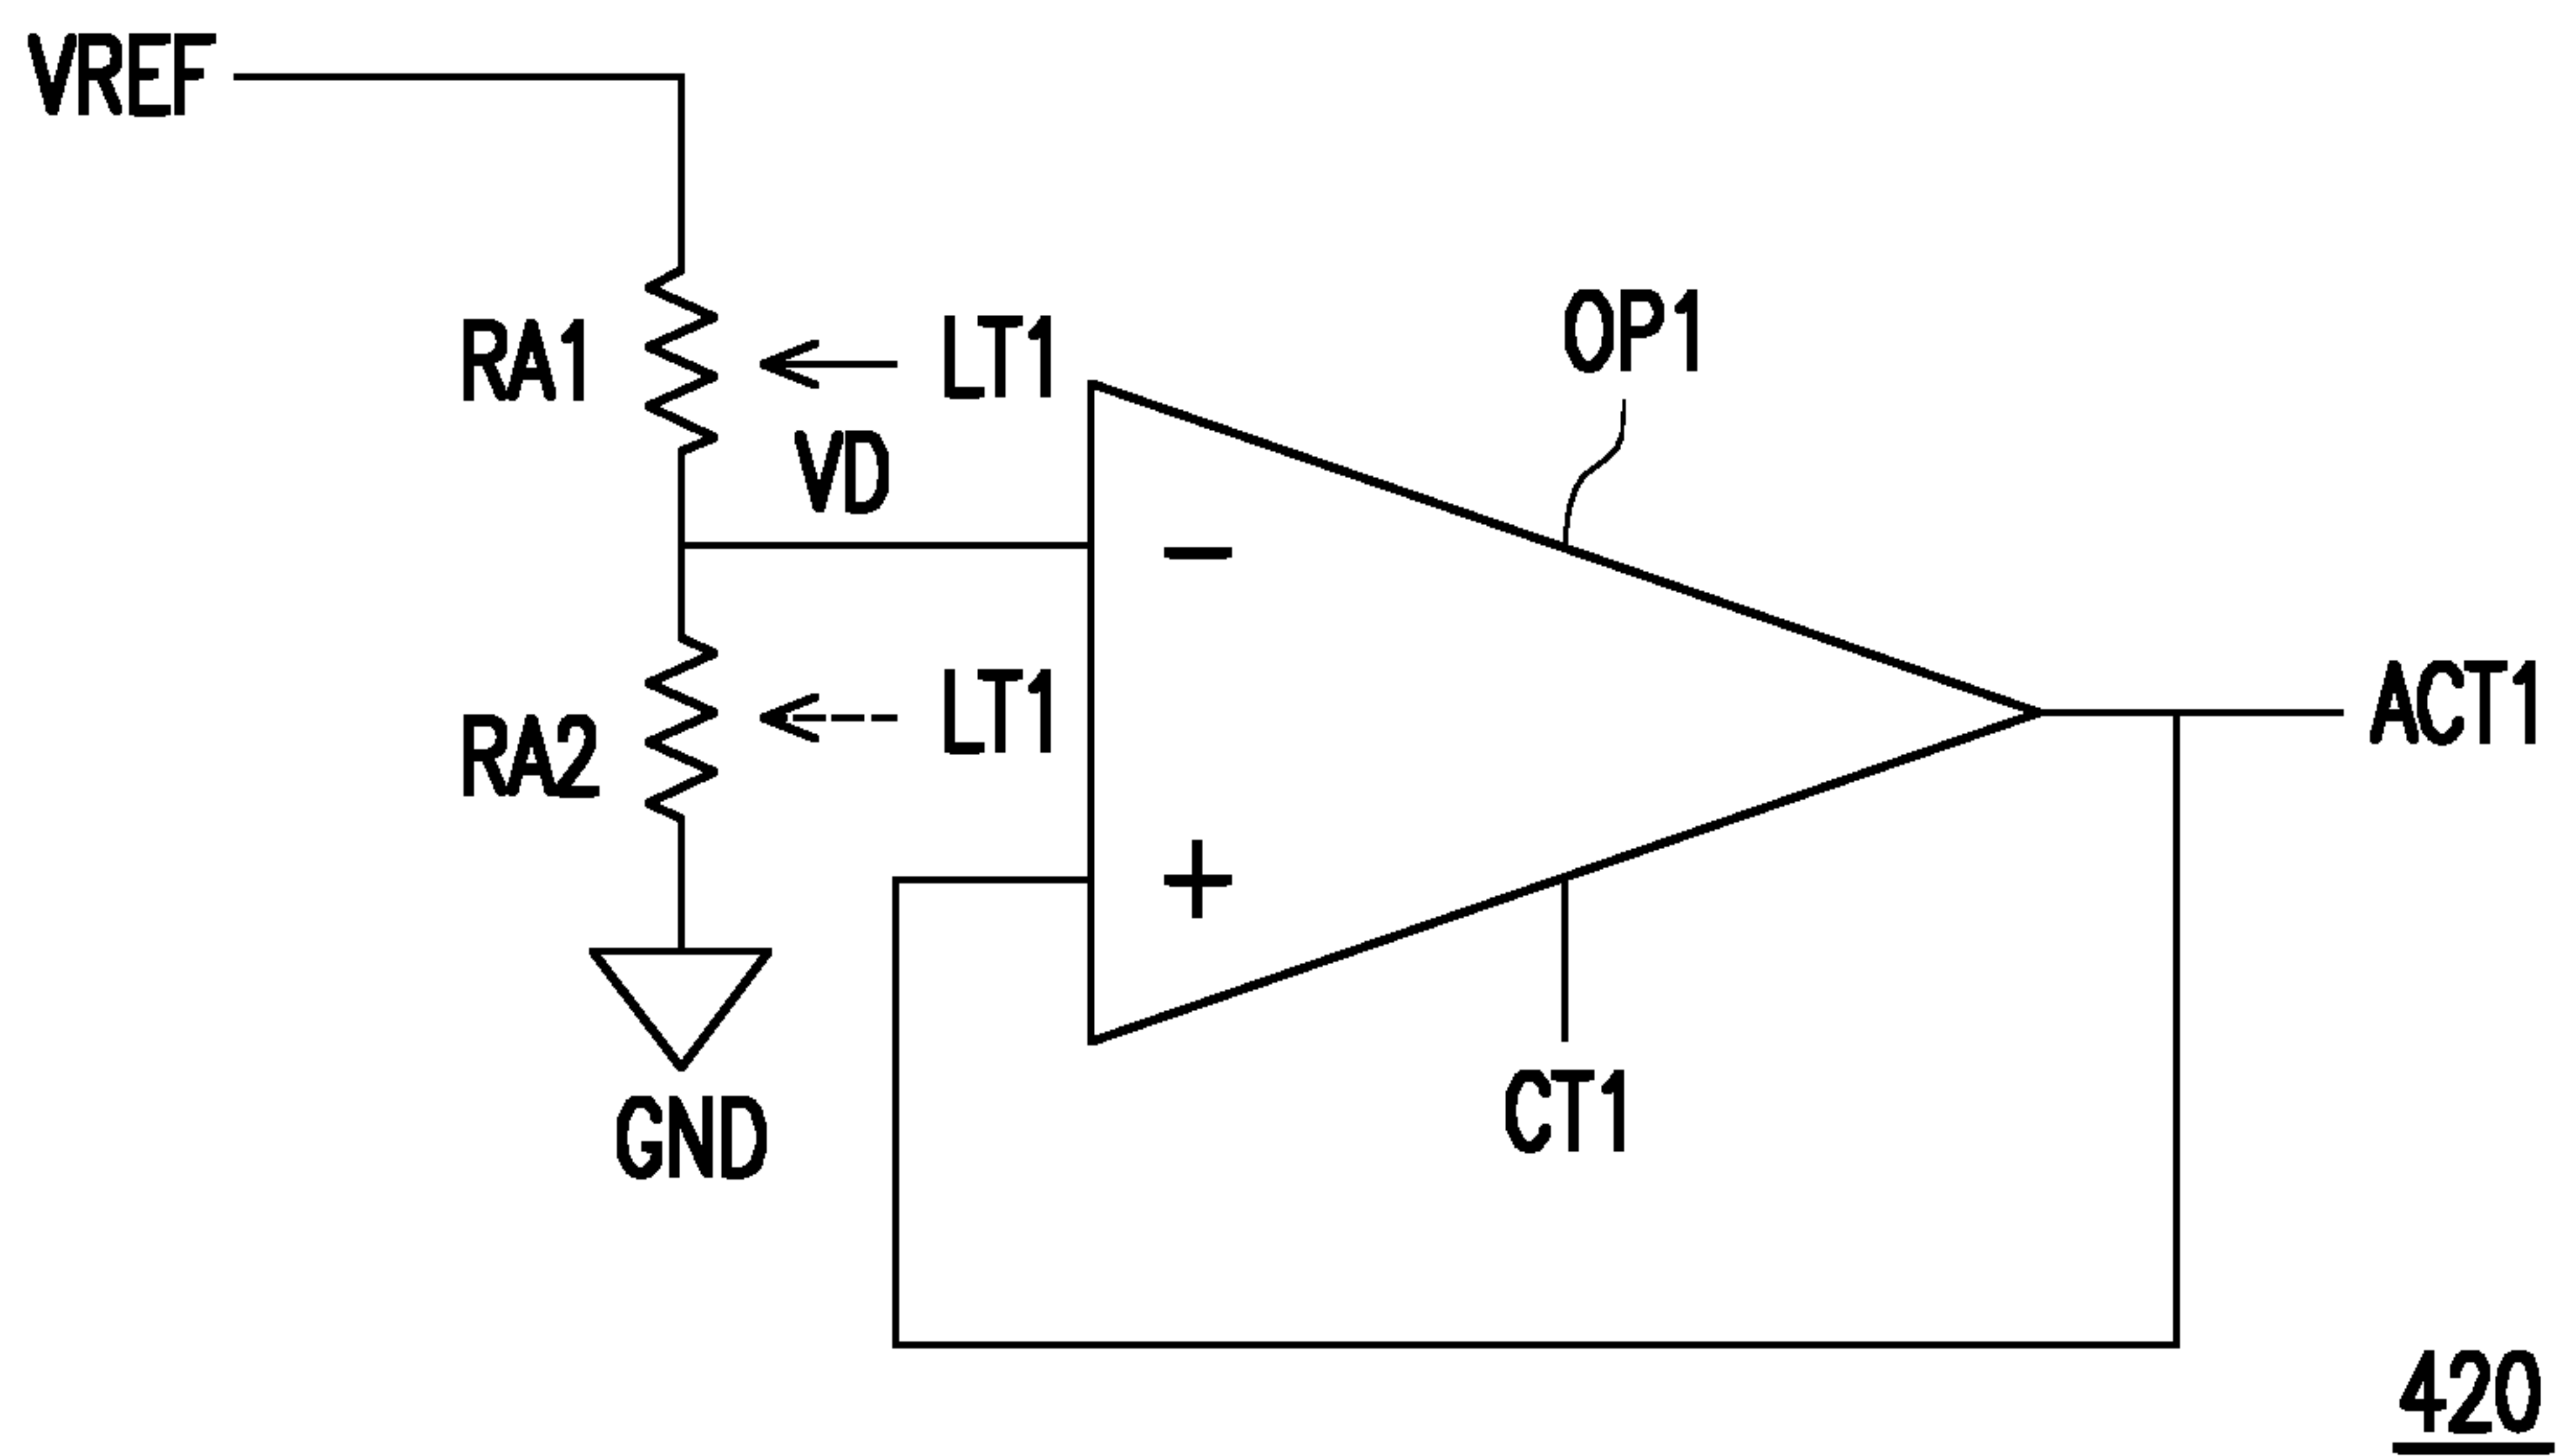 VREF
OP1
RA1
LT1
VD
−
LT1
ACT1
RA2
+
CT1
GND
420